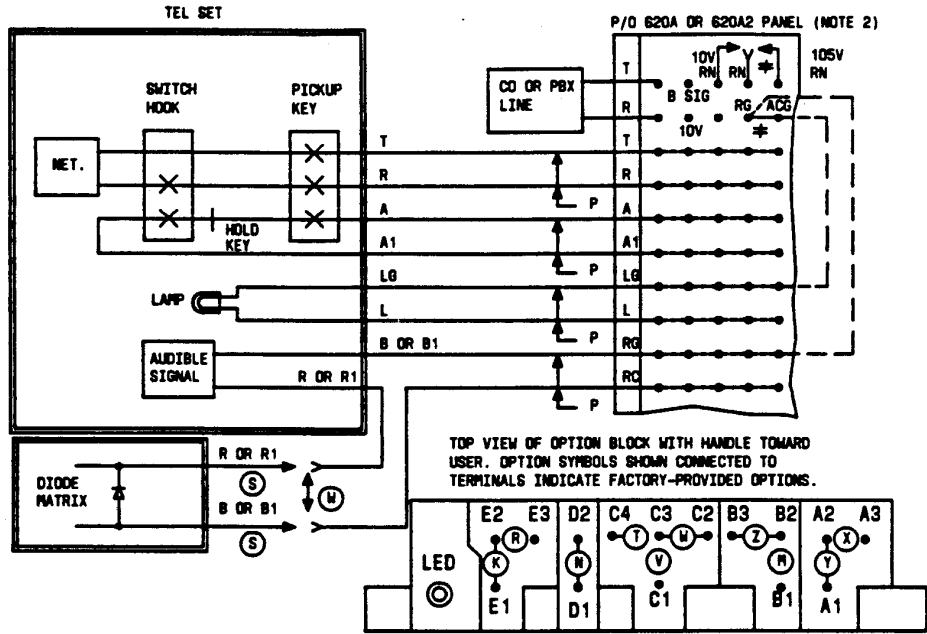 TEL SET
P/O 620A OR 620A2 PANEL (NOTE 2)
SWITCH
HOOK
PICKUP
KEY
CO OR PBX
LINE
T
R
10V
RN
RN
*
105V
RN
B SIG
RG
ACG
10V
*
NET.
T
T
R
P
R
A
A
HOLD
KEY
A1
P
A1
LG
LG
LAMP
L
P
L
B OR B1
RG
AUDIBLE
SIGNAL
R OR R1
P
RC
DIODE
MATRIX
R OR R1
S
W
B OR B1
S
TOP VIEW OF OPTION BLOCK WITH HANDLE TOWARD
USER. OPTION SYMBOLS SHOWN CONNECTED TO
TERMINALS INDICATE FACTORY-PROVIDED OPTIONS.
E2 E3 D2 C4 C3 C2 B3 B2 A2 A3
R T W Z X
LED K N V M Y
E1 D1 C1 B1 A1